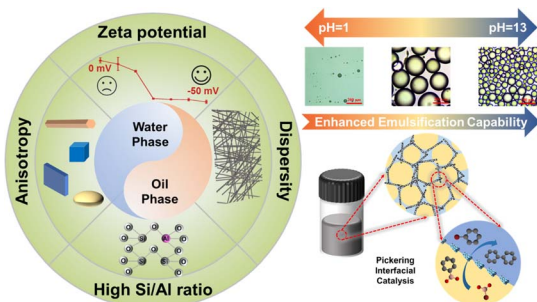 Zeta potential
0 mV
-50 mV
Anisotropy
Dispersity
Water
Phase
Oil
Phase
High Si/Al ratio
pH=1
pH=13
Enhanced Emulsification Capability
Pickering
Interfacial
Catalysis